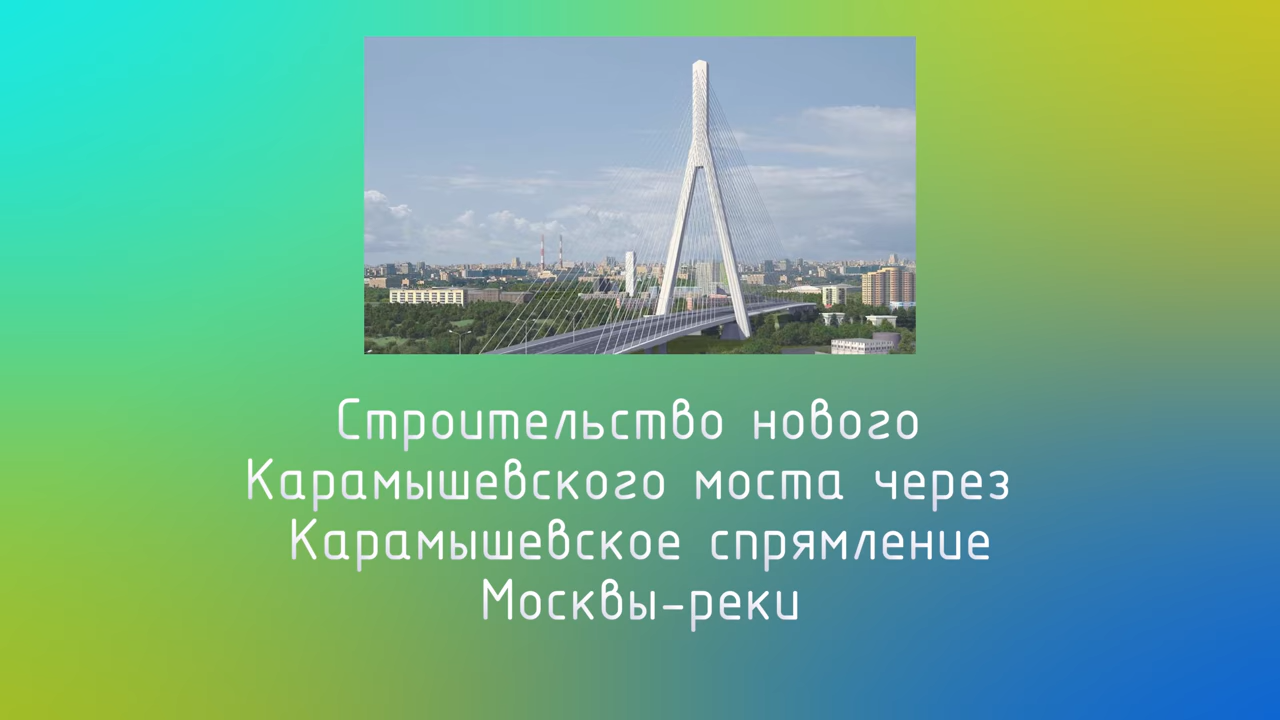 Строительство нового
Карамышевского моста через
Карамышевское спрямление
Москвы-реки